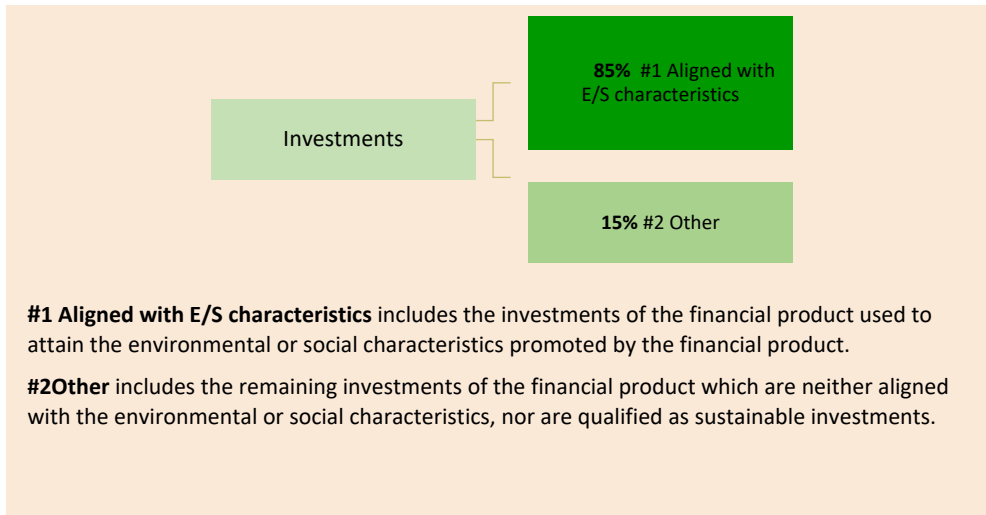 85% #1 Aligned with
E/S characteristics
Investments
15% #2 Other
#1 Aligned with E/S characteristics includes the investments of the financial product used to
attain the environmental or social characteristics promoted by the financial product.
#2Other includes the remaining investments of the financial product which are neither aligned
with the environmental or social characteristics, nor are qualified as sustainable investments.